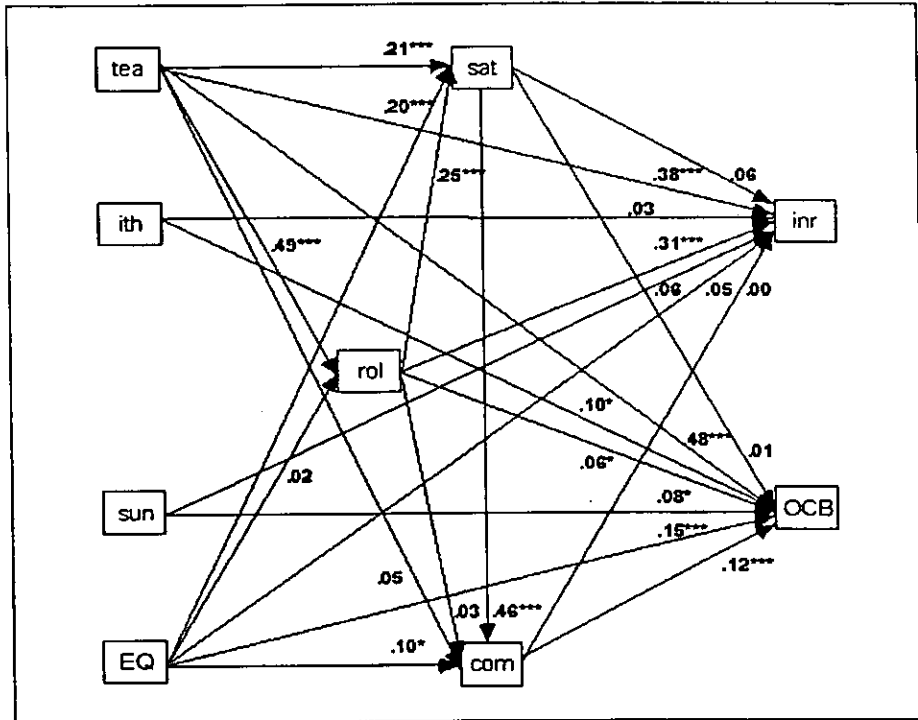 .21***
tea
sat
.20***
.25***
.38***
.06
ith
.03
inr
.49***
.31***
.06
.05
.00
rol
.10*
.48***
.01
.06*
.02
sun
.08*
OCB
.15***
.12***
.05
.03
.46***
EQ
.10*
com